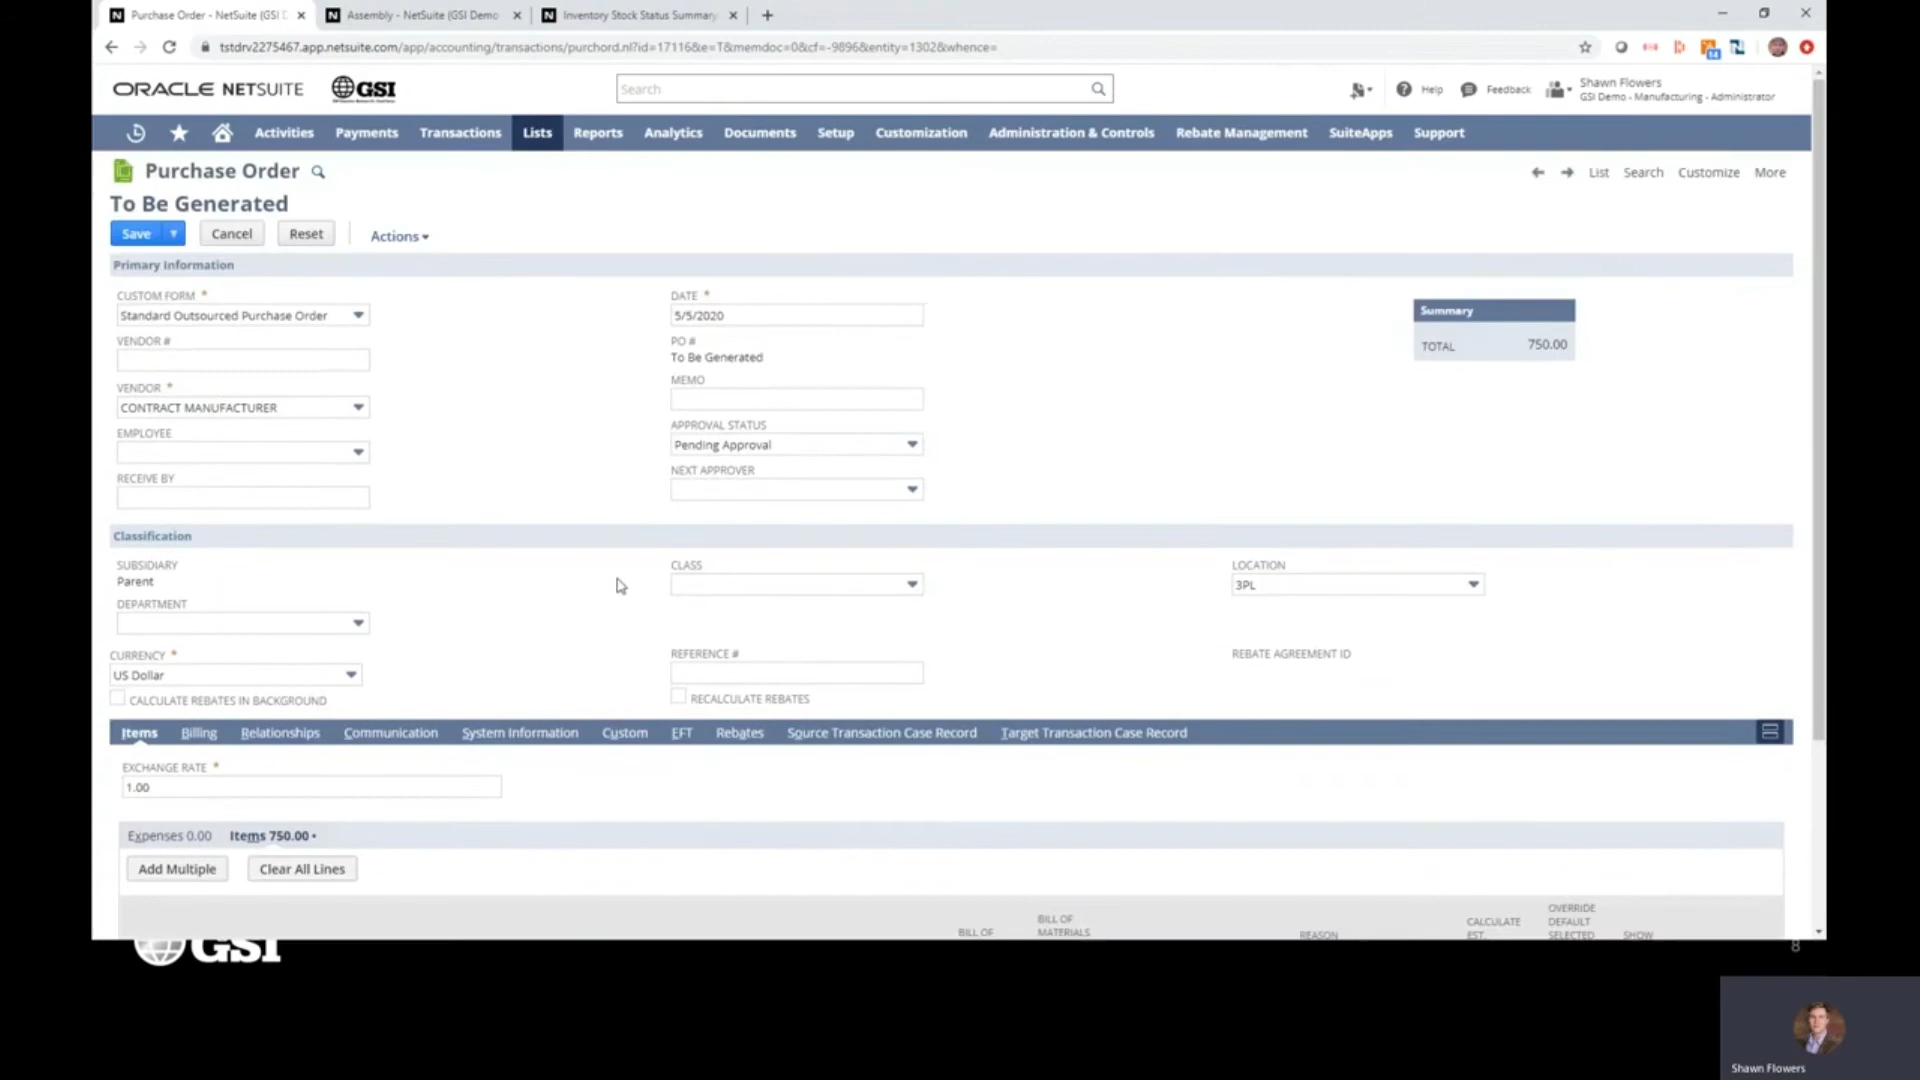 Purchase Order - NetSuite (GSI D
Assembly - NetSuite (GSI Demo
Inventory Stock Status Summary
tstdrv2275467.app.netsuite.com/app/accounting/transactions/purchord.nl?id=17116&e=T&memdoc=0&cf=-9896&entity=1302&whence=
14
ORACLE NETSUITE
GSI
Search
Help
Feedback
Shawn Flowers
GSI Demo - Manufacturing - Administrator
Activities Payments Transactions Lists Reports Analytics Documents Setup Customization Administration & Controls Rebate Management SuiteApps Support
Purchase Order
List Search Customize More
To Be Generated
Save Cancel Reset Actions
Primary Information
CUSTOM FORM *
Standard Outsourced Purchase Order
VENDOR #
VENDOR *
CONTRACT MANUFACTURER
EMPLOYEE
RECEIVE BY
DATE *
5/5/2020
PO #
To Be Generated
MEMO
APPROVAL STATUS
Pending Approval
NEXT APPROVER
Summary
TOTAL 750.00
Classification
SUBSIDIARY
Parent
DEPARTMENT
CLASS
LOCATION
3PL
CURRENCY *
US Dollar
CALCULATE REBATES IN BACKGROUND
REFERENCE #
RECALCULATE REBATES
REBATE AGREEMENT ID
Items Billing Relationships Communication System Information Custom EFT Rebates Source Transaction Case Record Target Transaction Case Record
EXCHANGE RATE *
1.00
Expenses 0.00 Items 750.00 •
Add Multiple Clear All Lines
BILL OF
BILL OF
MATERIALS
REASON
CALCULATE
EST.
OVERRIDE
DEFAULT
SELECTED
SHOW
GSI
8
Shawn Flowers